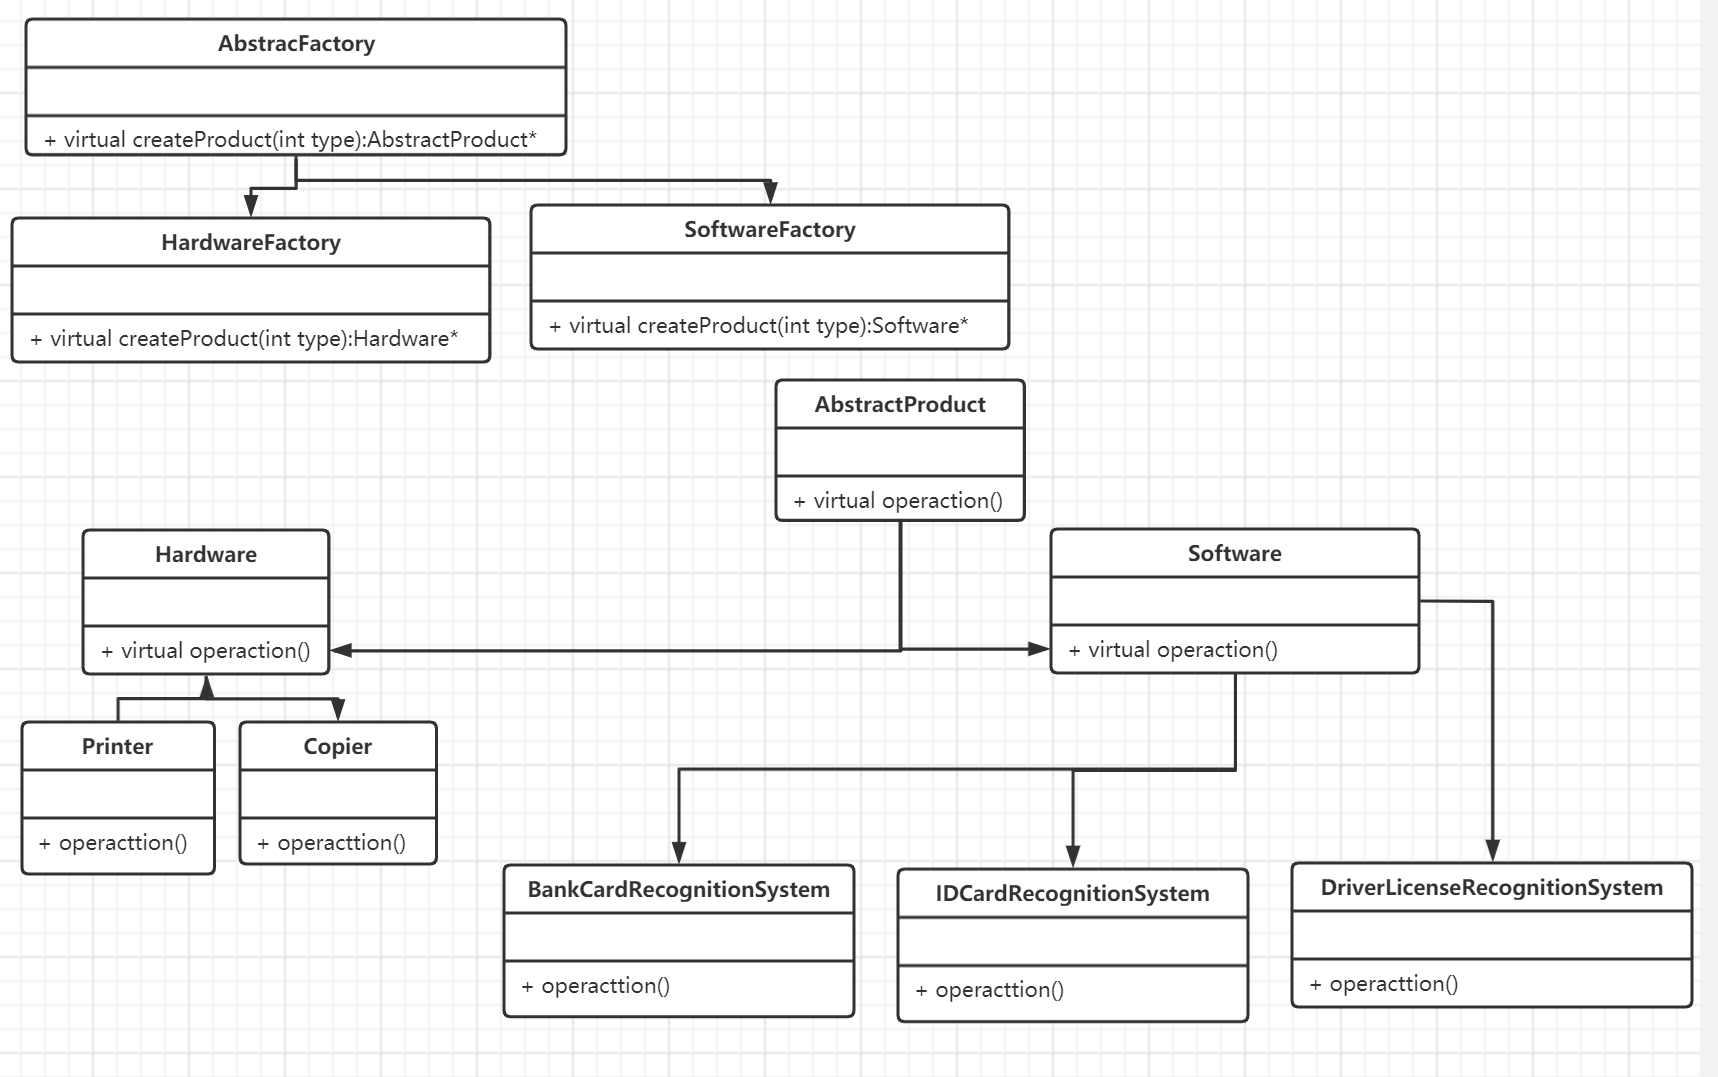 AbstracFactory
+ virtual createProduct(int type):AbstractProduct*
HardwareFactory
+ virtual createProduct(int type):Hardware*
SoftwareFactory
+ virtual createProduct(int type):Software*
AbstractProduct
+ virtual operaction()
Hardware
+ virtual operaction()
Software
+ virtual operaction()
Printer
+ operacttion()
Copier
+ operacttion()
BankCardRecognitionSystem
+ operacttion()
IDCardRecognitionSystem
+ operacttion()
DriverLicenseRecognitionSystem
+ operacttion()